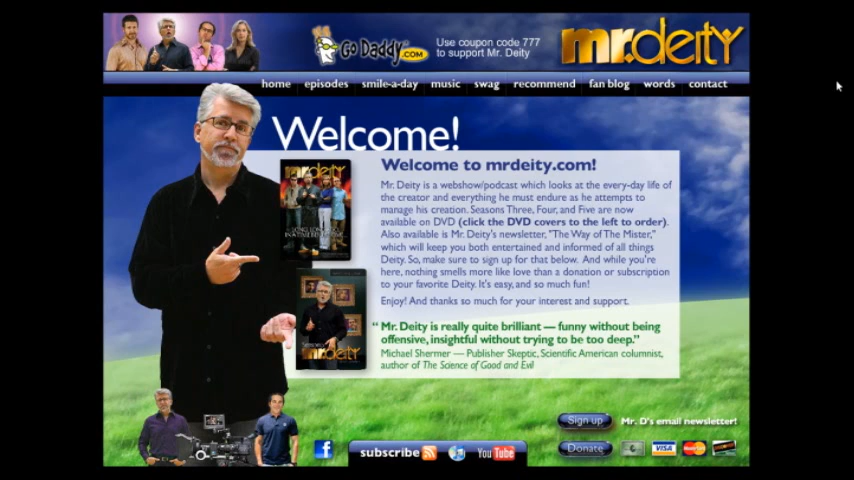 Go Daddy.COM
Use coupon code 777
to support Mr. Deity
mr.deity
home episodes smile-a-day music swag recommend fan blog words contact
Welcome!
Welcome to mrdeity.com!
Mr. Deity is a webshow/podcast which looks at the every-day life of
the creator and everything he must endure as he attempts to
manage his creation. Seasons Three, Four, and Five are now
available on DVD (click the DVD covers to the left to order).
Also available is Mr. Deity's newsletter, "The Way of The Mister,"
which will keep you both entertained and informed of all things
Deity. So, make sure to sign up for that below. And while you're
here, nothing smells more like love than a donation or subscription
to your favorite Deity. It's easy, and so much fun!
Enjoy! And thanks so much for your interest and support.
“ Mr. Deity is really quite brilliant — funny without being
offensive, insightful without trying to be too deep.”
Michael Shermer — Publisher Skeptic, Scientific American columnist,
author of The Science of Good and Evil
mr.deity
mr.deity
Sign up Mr. D's email newsletter!
Donate VISA
f subscribe YouTube